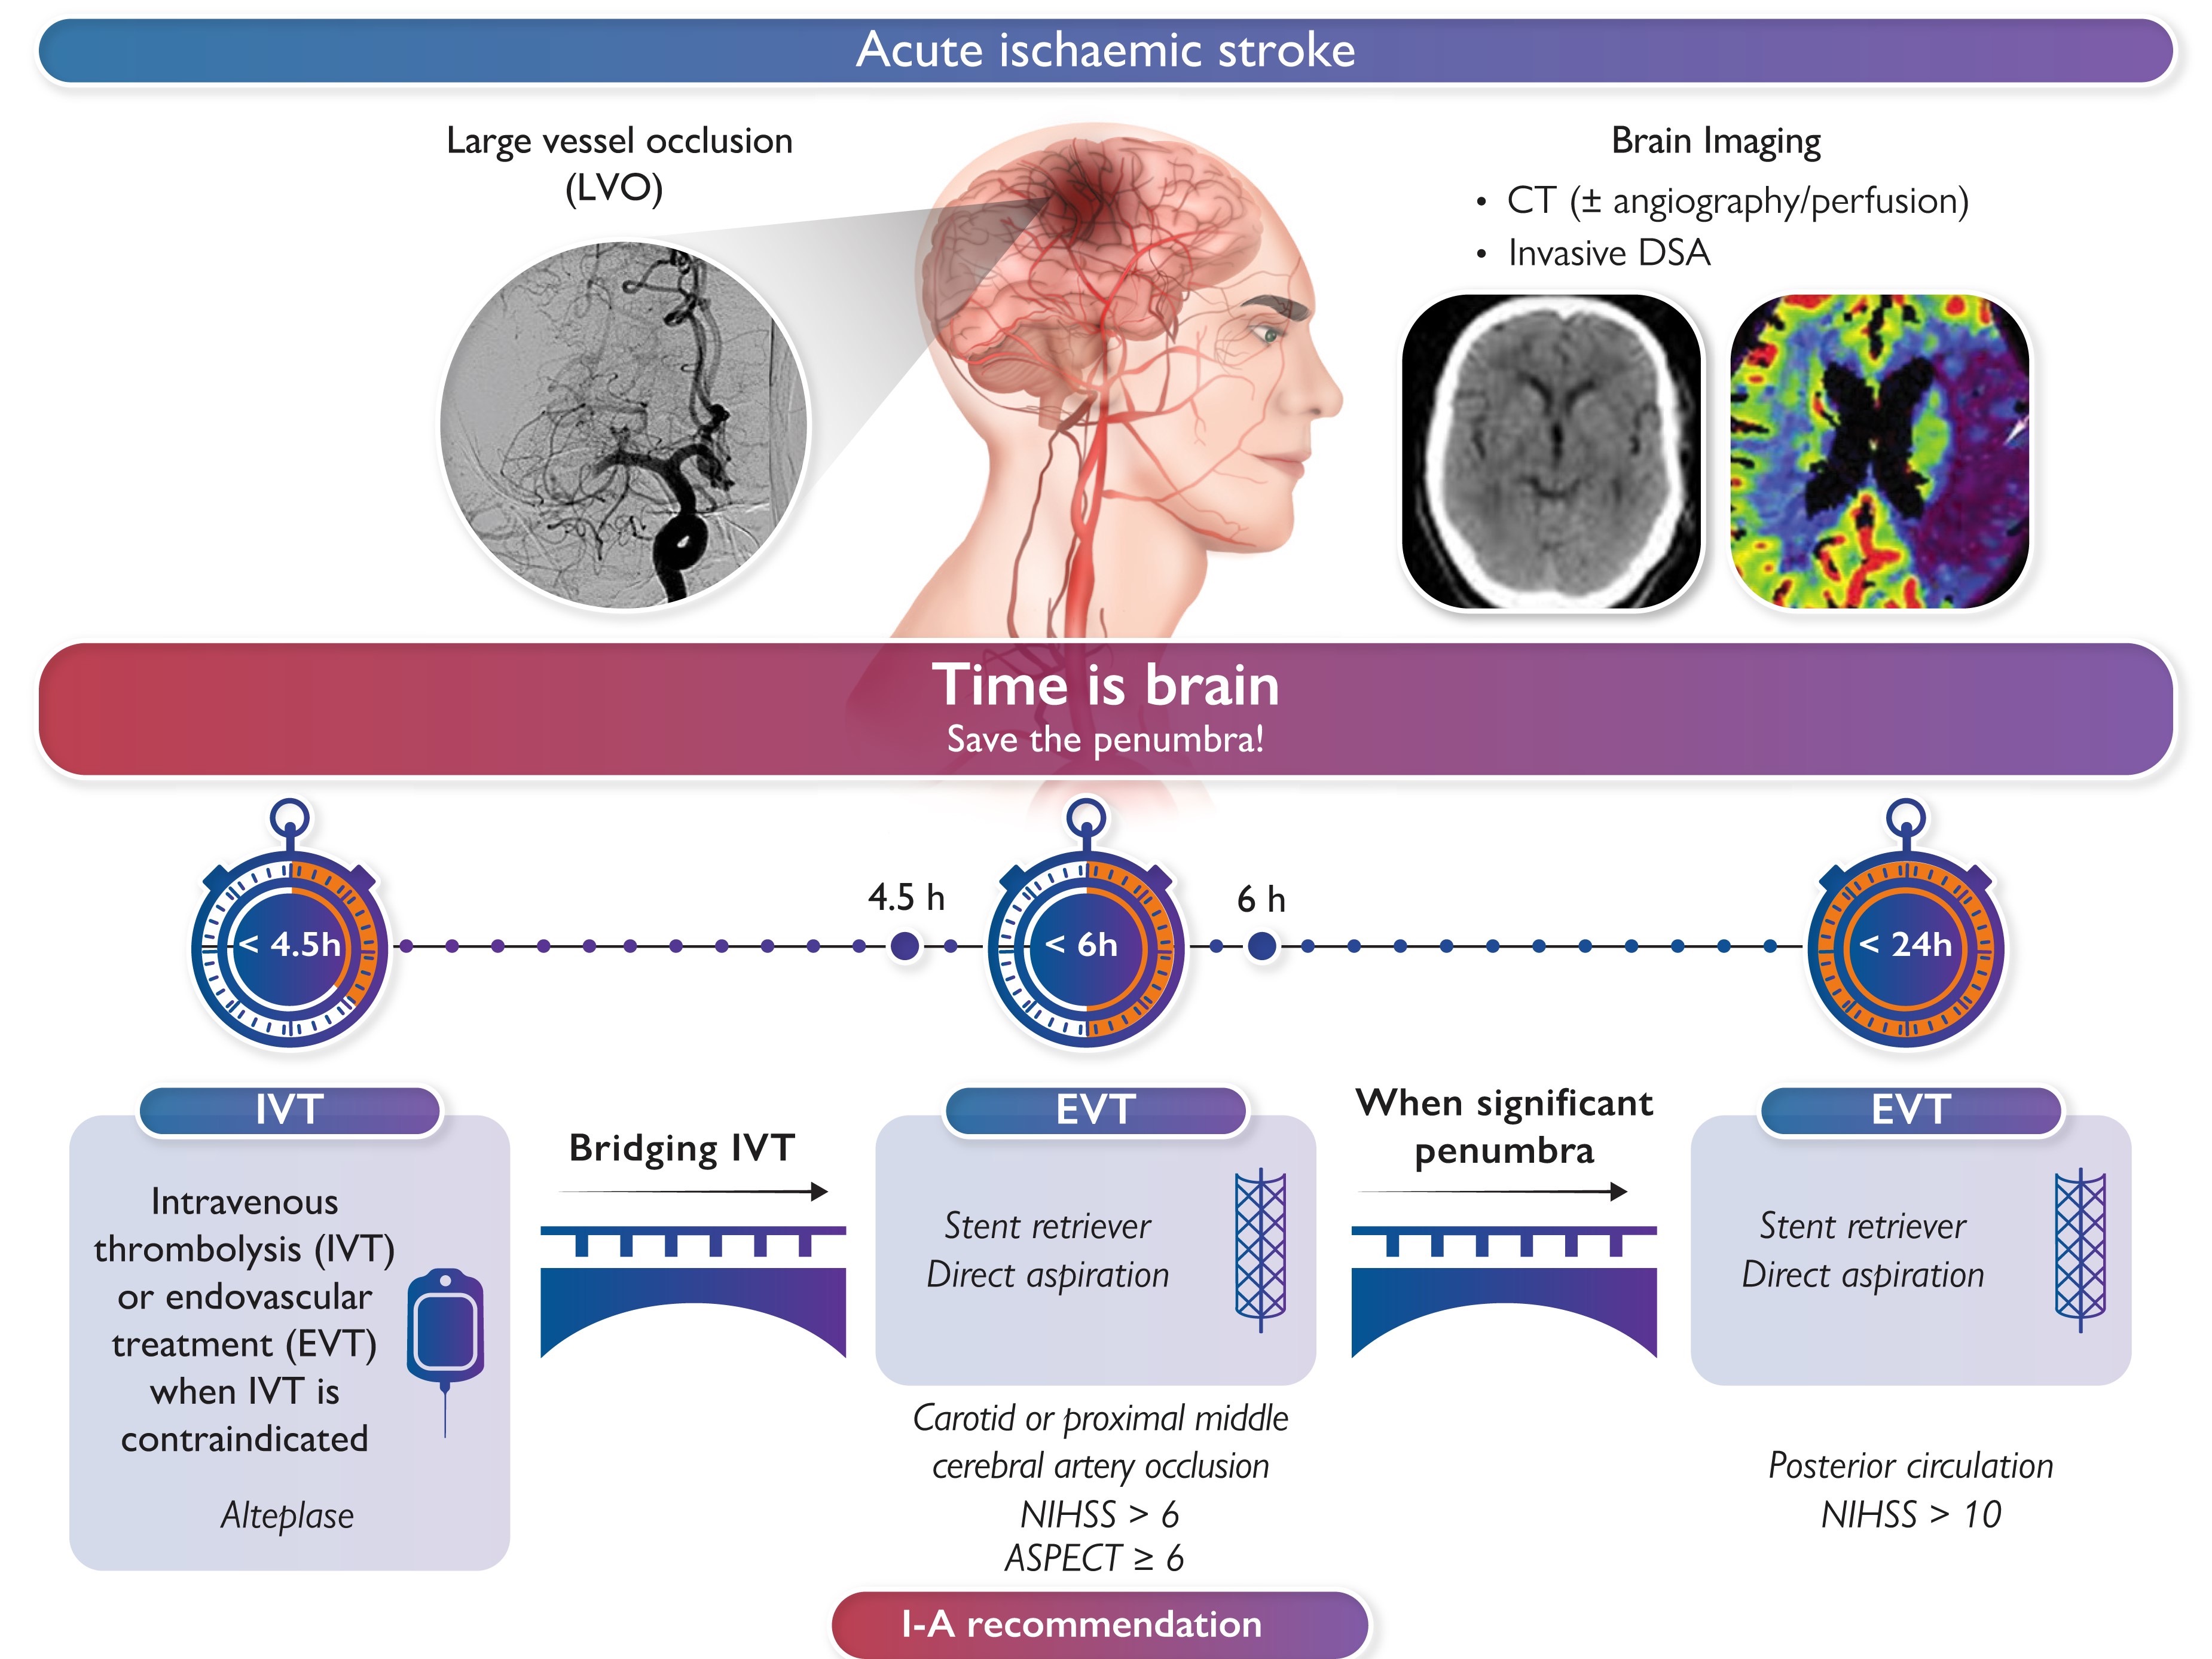 Acute ischaemic stroke
Large vessel occlusion
(LVO)
Brain Imaging
• CT (± angiography/perfusion)
• Invasive DSA
Time is brain
Save the penumbra!
< 4.5h
4.5 h
< 6h
6 h
< 24h
IVT
Intravenous
thrombolysis (IVT)
or endovascular
treatment (EVT)
when IVT is
contraindicated
Alteplase
Bridging IVT
EVT
Stent retriever
Direct aspiration
Carotid or proximal middle
cerebral artery occlusion
NIHSS > 6
ASPECT ≥ 6
When significant
penumbra
EVT
Stent retriever
Direct aspiration
Posterior circulation
NIHSS > 10
I-A recommendation